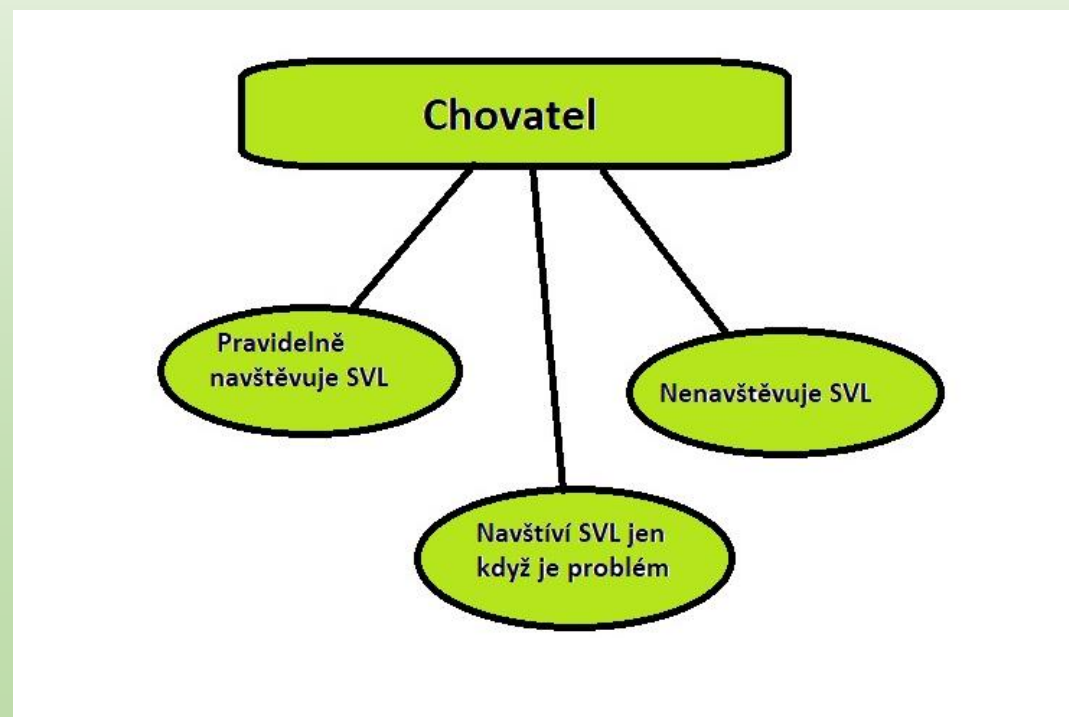 Chovatel
Pravidelně
navštěvuje SVL
Nenavštěvuje SVL
Navštíví SVL jen
když je problém